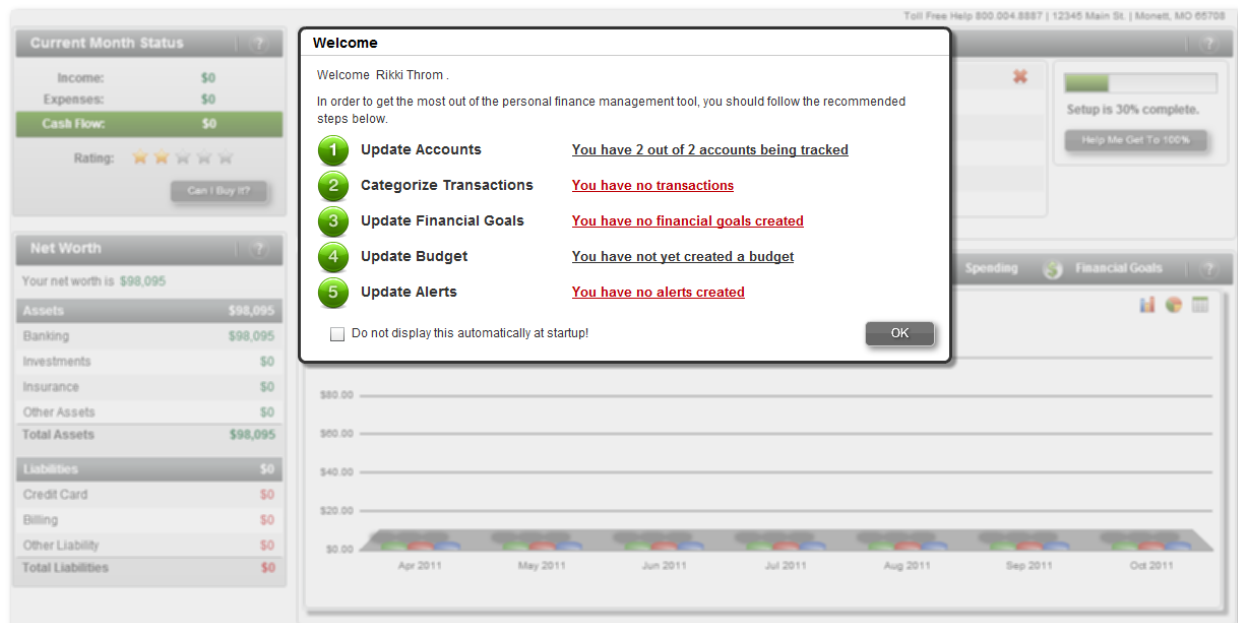 Toll Free Help 800.004.8887 | 12345 Main St. | Monett, MO 65708
Current Month Status ?
Income: $0
Expenses: $0
Cash Flow: $0
Rating:
Can I Buy It?
Net Worth ?
Your net worth is $98,095
Assets $98,095
Banking $98,095
Investments $0
Insurance $0
Other Assets $0
Total Assets $98,095
Liabilities $0
Credit Card $0
Billing $0
Other Liability $0
Total Liabilities $0
Welcome
Welcome Rikki Throm .
In order to get the most out of the personal finance management tool, you should follow the recommended
steps below.
1 Update Accounts You have 2 out of 2 accounts being tracked
2 Categorize Transactions You have no transactions
3 Update Financial Goals You have no financial goals created
4 Update Budget You have not yet created a budget
5 Update Alerts You have no alerts created
Do not display this automatically at startup!
OK
?
Setup is 30% complete.
Help Me Get To 100%
Spending $ Financial Goals ?
$80.00
$60.00
$40.00
$20.00
$0.00
Apr 2011 May 2011 Jun 2011 Jul 2011 Aug 2011 Sep 2011 Oct 2011